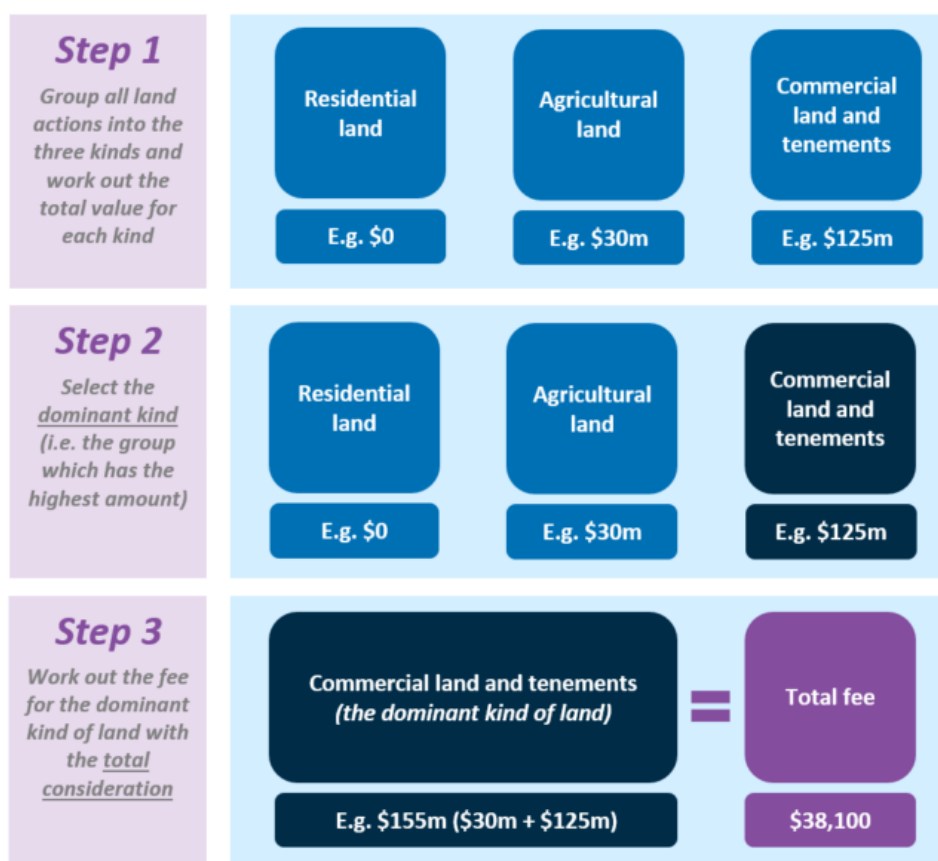 Step 1
Group all land
actions into the
three kinds and
work out the
total value for
each kind
Residential
land
Agricultural
land
Commercial
land and
tenements
E.g. $0
E.g. $30m
E.g. $125m
Step 2
Select the
dominant kind
(i.e. the group
which has the
highest amount)
Residential
land
Agricultural
land
Commercial
land and
tenements
E.g. $0
E.g. $30m
E.g. $125m
Step 3
Work out the fee
for the dominant
kind of land with
the total
consideration
Commercial land and tenements
(the dominant kind of land)
=
Total fee
E.g. $155m ($30m + $125m)
$38,100